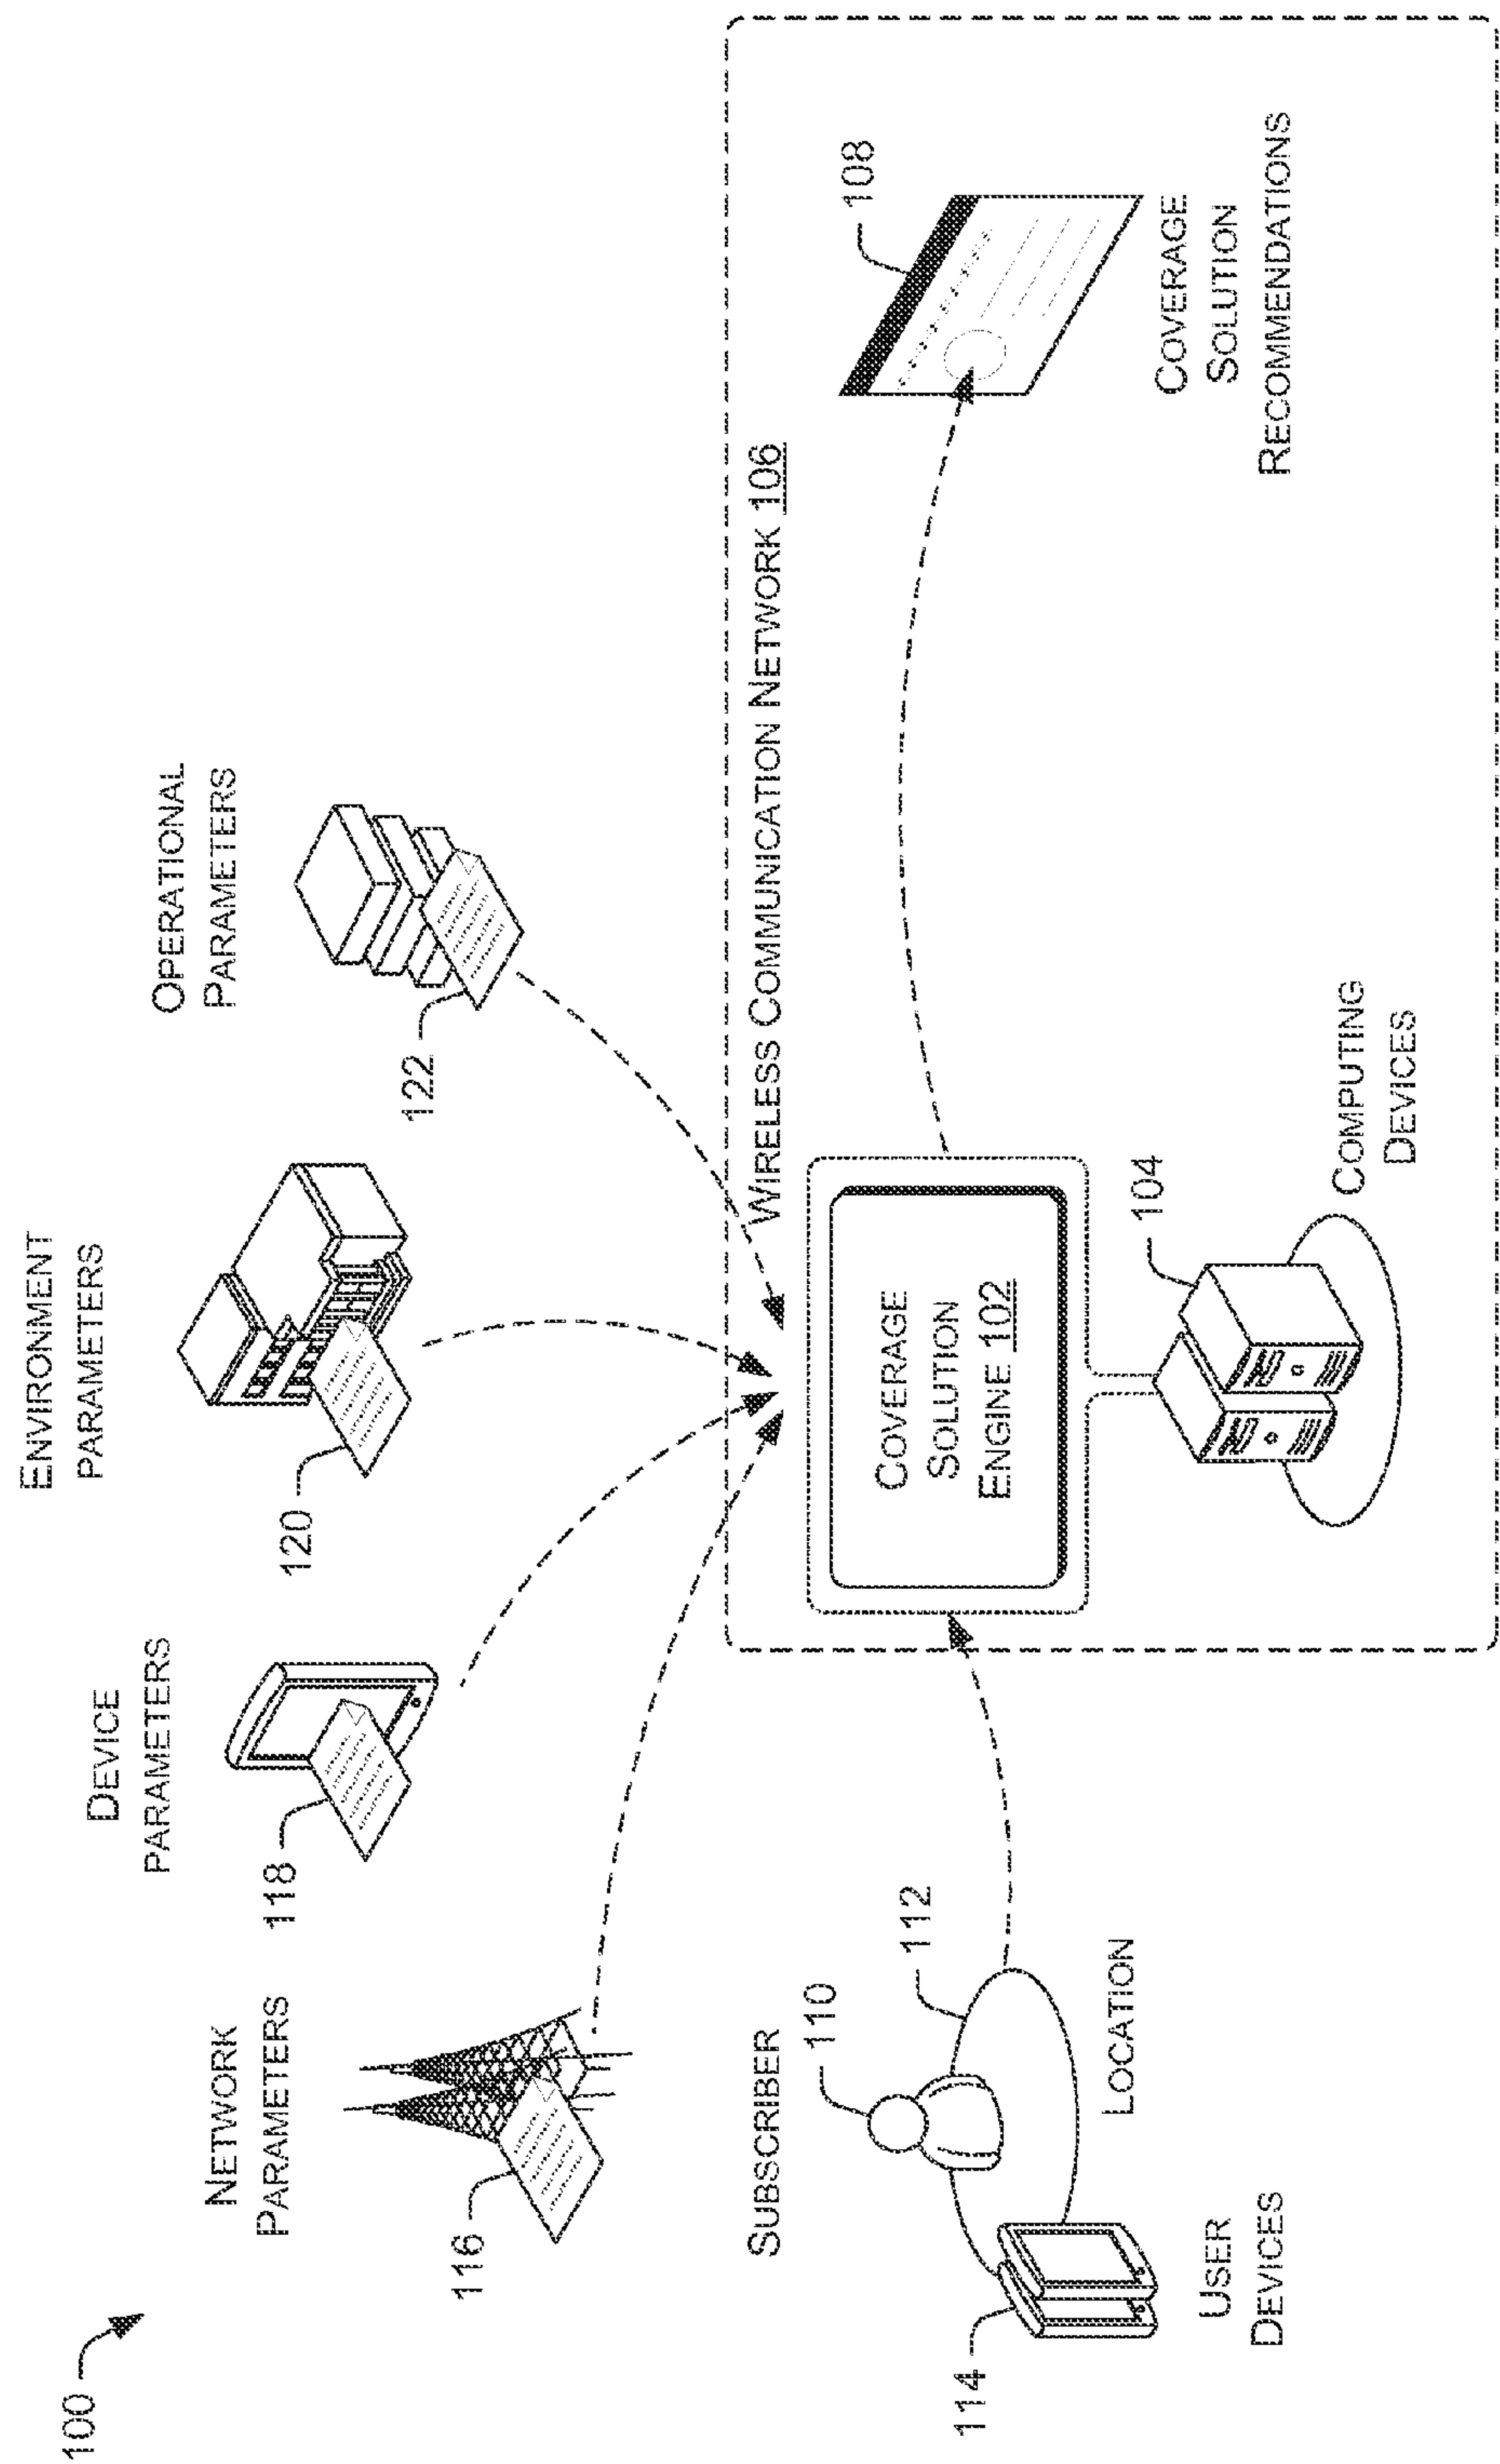 100
NETWORK
PARAMETERS
116
DEVICE
PARAMETERS
118
ENVIRONMENT
PARAMETERS
120
OPERATIONAL
PARAMETERS
122
SUBSCRIBER
110
112
LOCATION
114
USER
DEVICES
WIRELESS COMMUNICATION NETWORK 106
COVERAGE
SOLUTION
ENGINE 102
104
COMPUTING
DEVICES
108
COVERAGE
SOLUTION
RECOMMENDATIONS